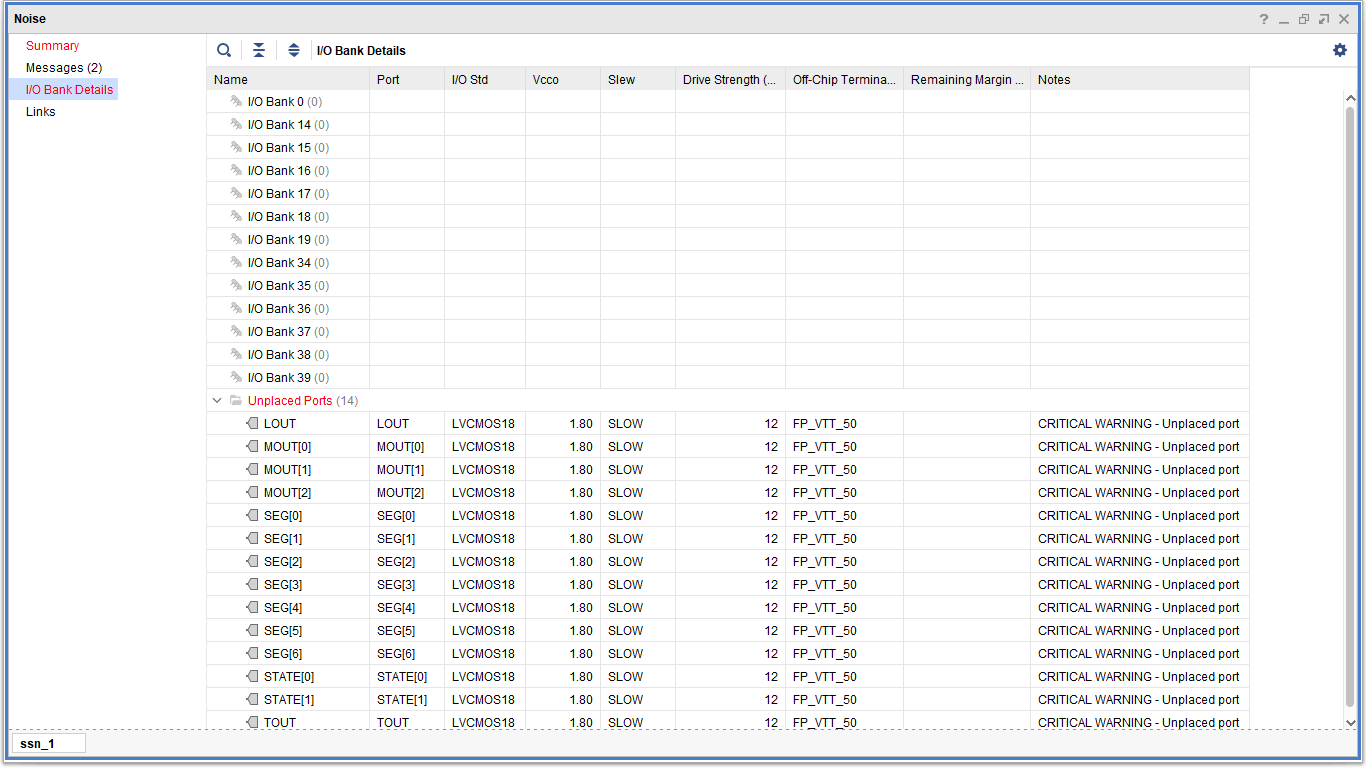 Noise
Summary
Messages (2)
I/O Bank Details
Links
I/O Bank Details
Name Port I/O Std Vcco Slew Drive Strength (... Off-Chip Termina... Remaining Margin ... Notes
I/O Bank 0 (0)
I/O Bank 14 (0)
I/O Bank 15 (0)
I/O Bank 16 (0)
I/O Bank 17 (0)
I/O Bank 18 (0)
I/O Bank 19 (0)
I/O Bank 34 (0)
I/O Bank 35 (0)
I/O Bank 36 (0)
I/O Bank 37 (0)
I/O Bank 38 (0)
I/O Bank 39 (0)
Unplaced Ports (14)
LOUT LOUT LVCMOS18 1.80 SLOW 12 FP_VTT_50 CRITICAL WARNING - Unplaced port
MOUT[0] MOUT[0] LVCMOS18 1.80 SLOW 12 FP_VTT_50 CRITICAL WARNING - Unplaced port
MOUT[1] MOUT[1] LVCMOS18 1.80 SLOW 12 FP_VTT_50 CRITICAL WARNING - Unplaced port
MOUT[2] MOUT[2] LVCMOS18 1.80 SLOW 12 FP_VTT_50 CRITICAL WARNING - Unplaced port
SEG[0] SEG[0] LVCMOS18 1.80 SLOW 12 FP_VTT_50 CRITICAL WARNING - Unplaced port
SEG[1] SEG[1] LVCMOS18 1.80 SLOW 12 FP_VTT_50 CRITICAL WARNING - Unplaced port
SEG[2] SEG[2] LVCMOS18 1.80 SLOW 12 FP_VTT_50 CRITICAL WARNING - Unplaced port
SEG[3] SEG[3] LVCMOS18 1.80 SLOW 12 FP_VTT_50 CRITICAL WARNING - Unplaced port
SEG[4] SEG[4] LVCMOS18 1.80 SLOW 12 FP_VTT_50 CRITICAL WARNING - Unplaced port
SEG[5] SEG[5] LVCMOS18 1.80 SLOW 12 FP_VTT_50 CRITICAL WARNING - Unplaced port
SEG[6] SEG[6] LVCMOS18 1.80 SLOW 12 FP_VTT_50 CRITICAL WARNING - Unplaced port
STATE[0] STATE[0] LVCMOS18 1.80 SLOW 12 FP_VTT_50 CRITICAL WARNING - Unplaced port
STATE[1] STATE[1] LVCMOS18 1.80 SLOW 12 FP_VTT_50 CRITICAL WARNING - Unplaced port
TOUT TOUT LVCMOS18 1.80 SLOW 12 FP_VTT_50 CRITICAL WARNING - Unplaced port
ssn_1